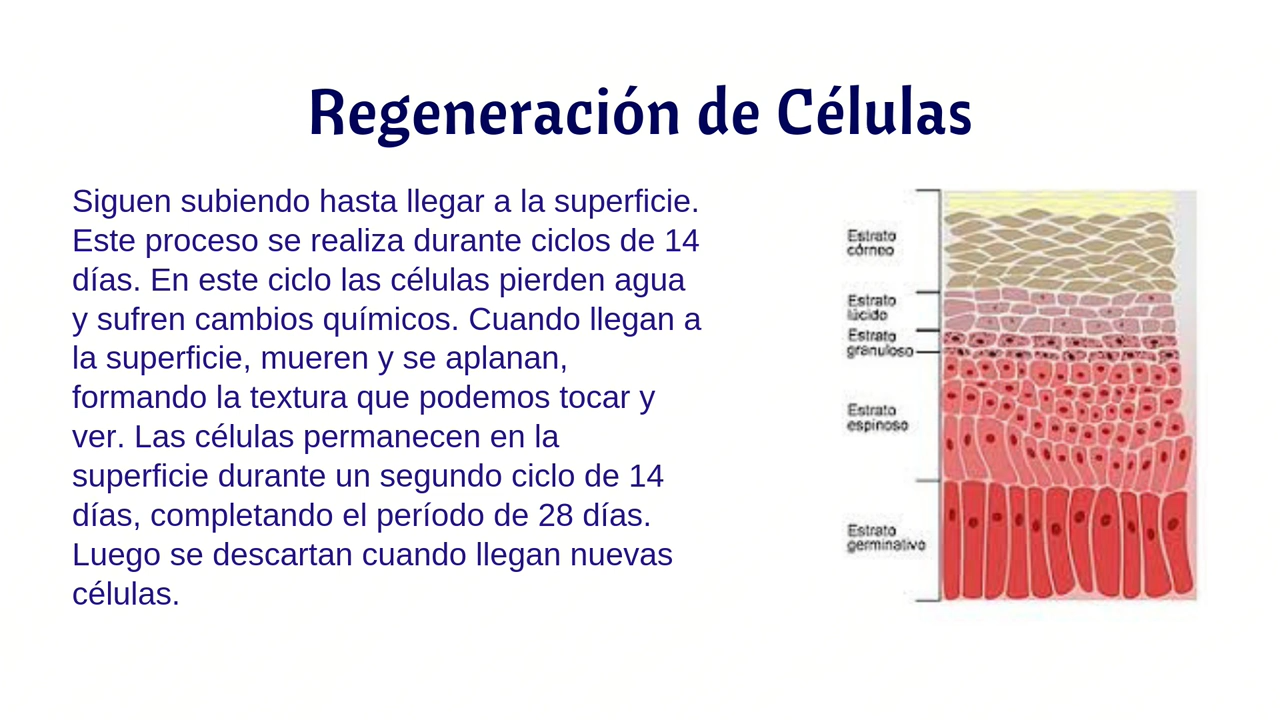 Regeneración de Células
Siguen subiendo hasta llegar a la superficie.
Este proceso se realiza durante ciclos de 14
días. En este ciclo las células pierden agua
y sufren cambios químicos. Cuando llegan a
la superficie, mueren y se aplanan,
formando la textura que podemos tocar y
ver. Las células permanecen en la
superficie durante un segundo ciclo de 14
días, completando el período de 28 días.
Luego se descartan cuando llegan nuevas
células.
Estrato
córneo
Estrato
lúcido
Estrato
granuloso
Estrato
espinoso
Estrato
germinativo